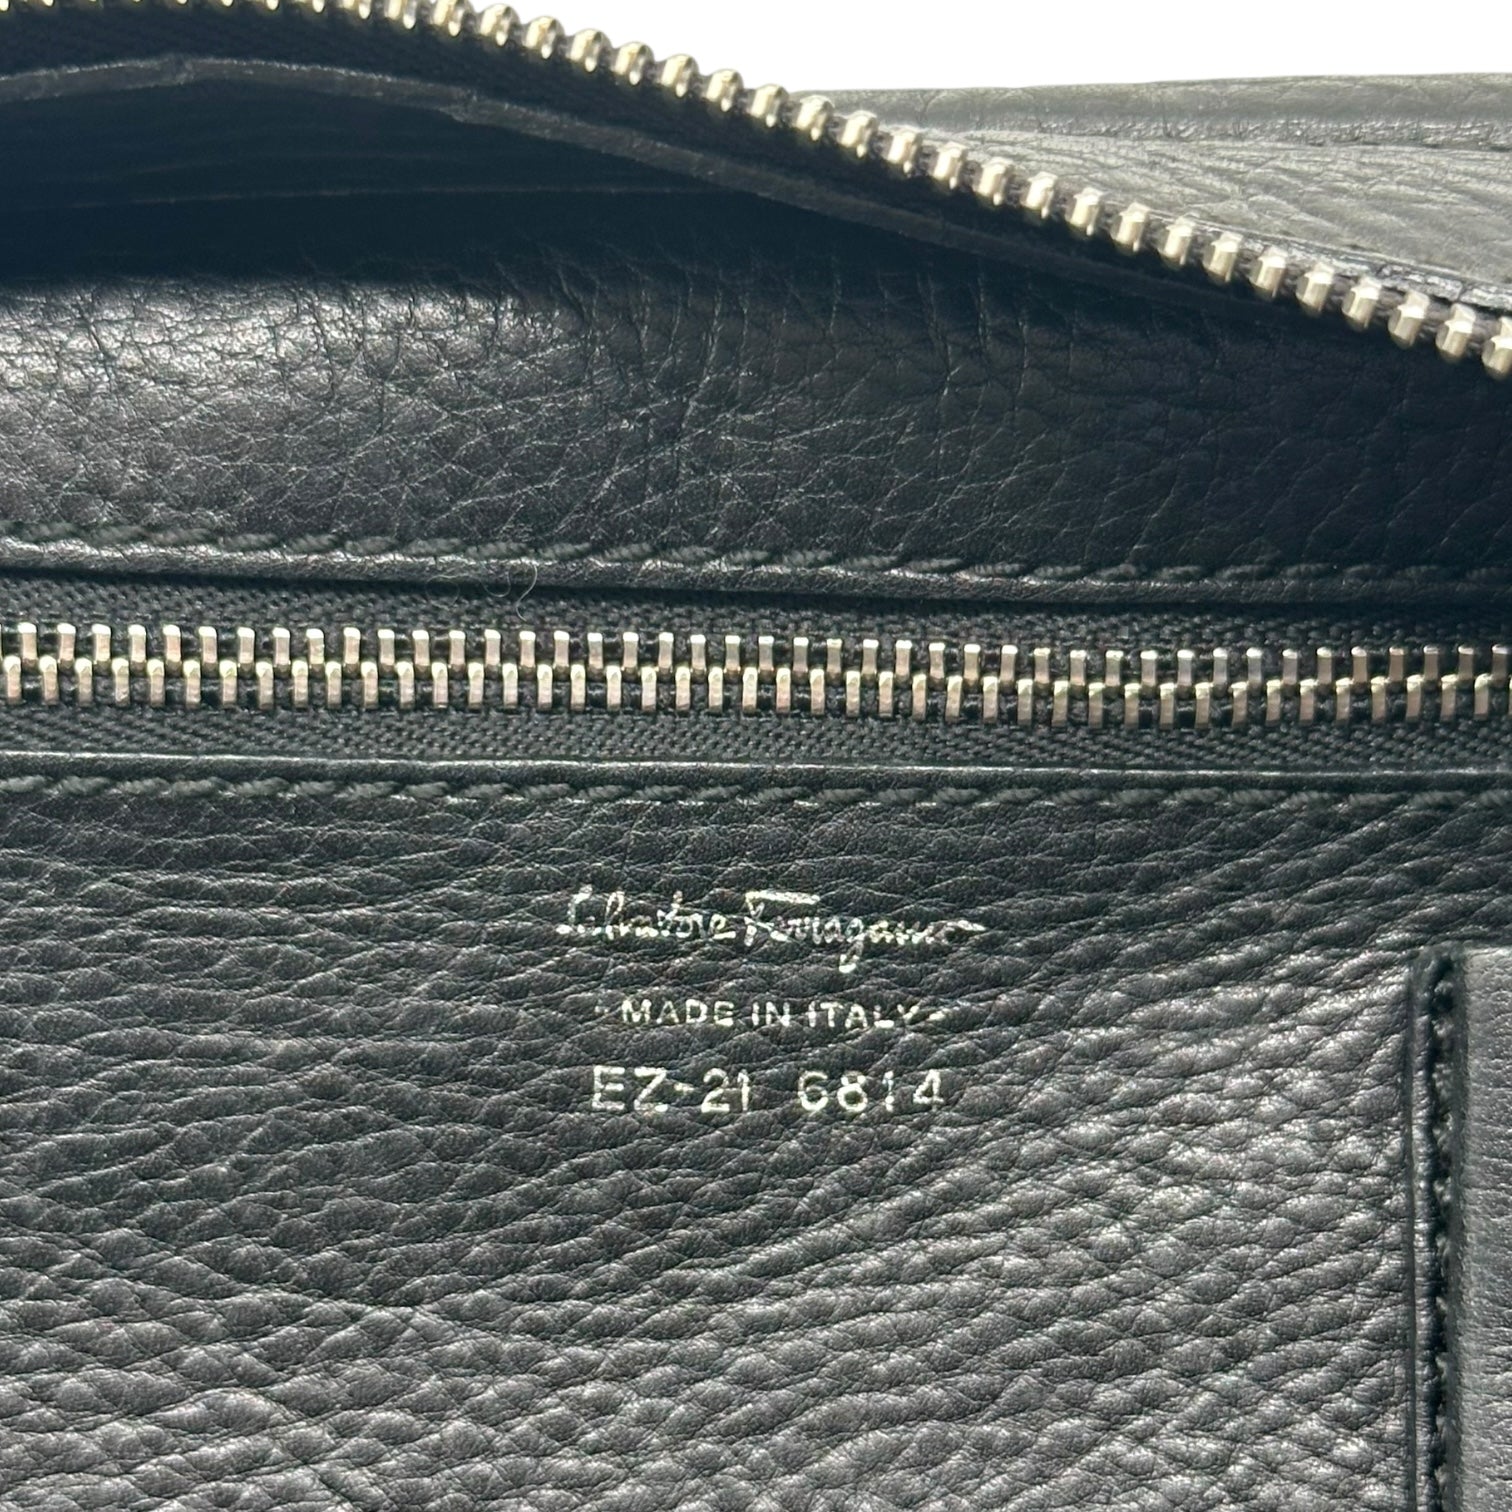 Salvatore Ferragamo
-MADE IN ITALY-
EZ-21 6814